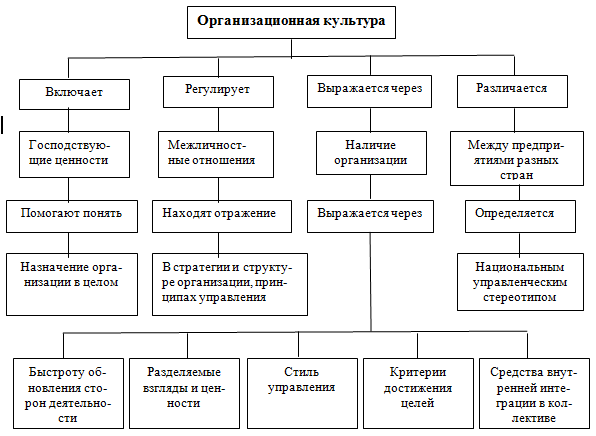 Организационная культура
Включает
Регулирует
Выражается через
Различается
Господствую-
щие ценности
Межличност-
ные отношения
Наличие
организации
Между предпри-
ятиями разных
стран
Помогают понять
Находят отражение
Выражается через
Определяется
Назначение орга-
низации в целом
В стратегии и структу-
ре организации, прин-
ципах управления
Национальным
управленческим
стереотипом
Быстроту об-
новления сто-
рон деятельно-
сти
Разделяемые
взгляды и цен-
ности
Стиль
управления
Критерии
достижения
целей
Средства внут-
ренней инте-
грации в кол-
лективе